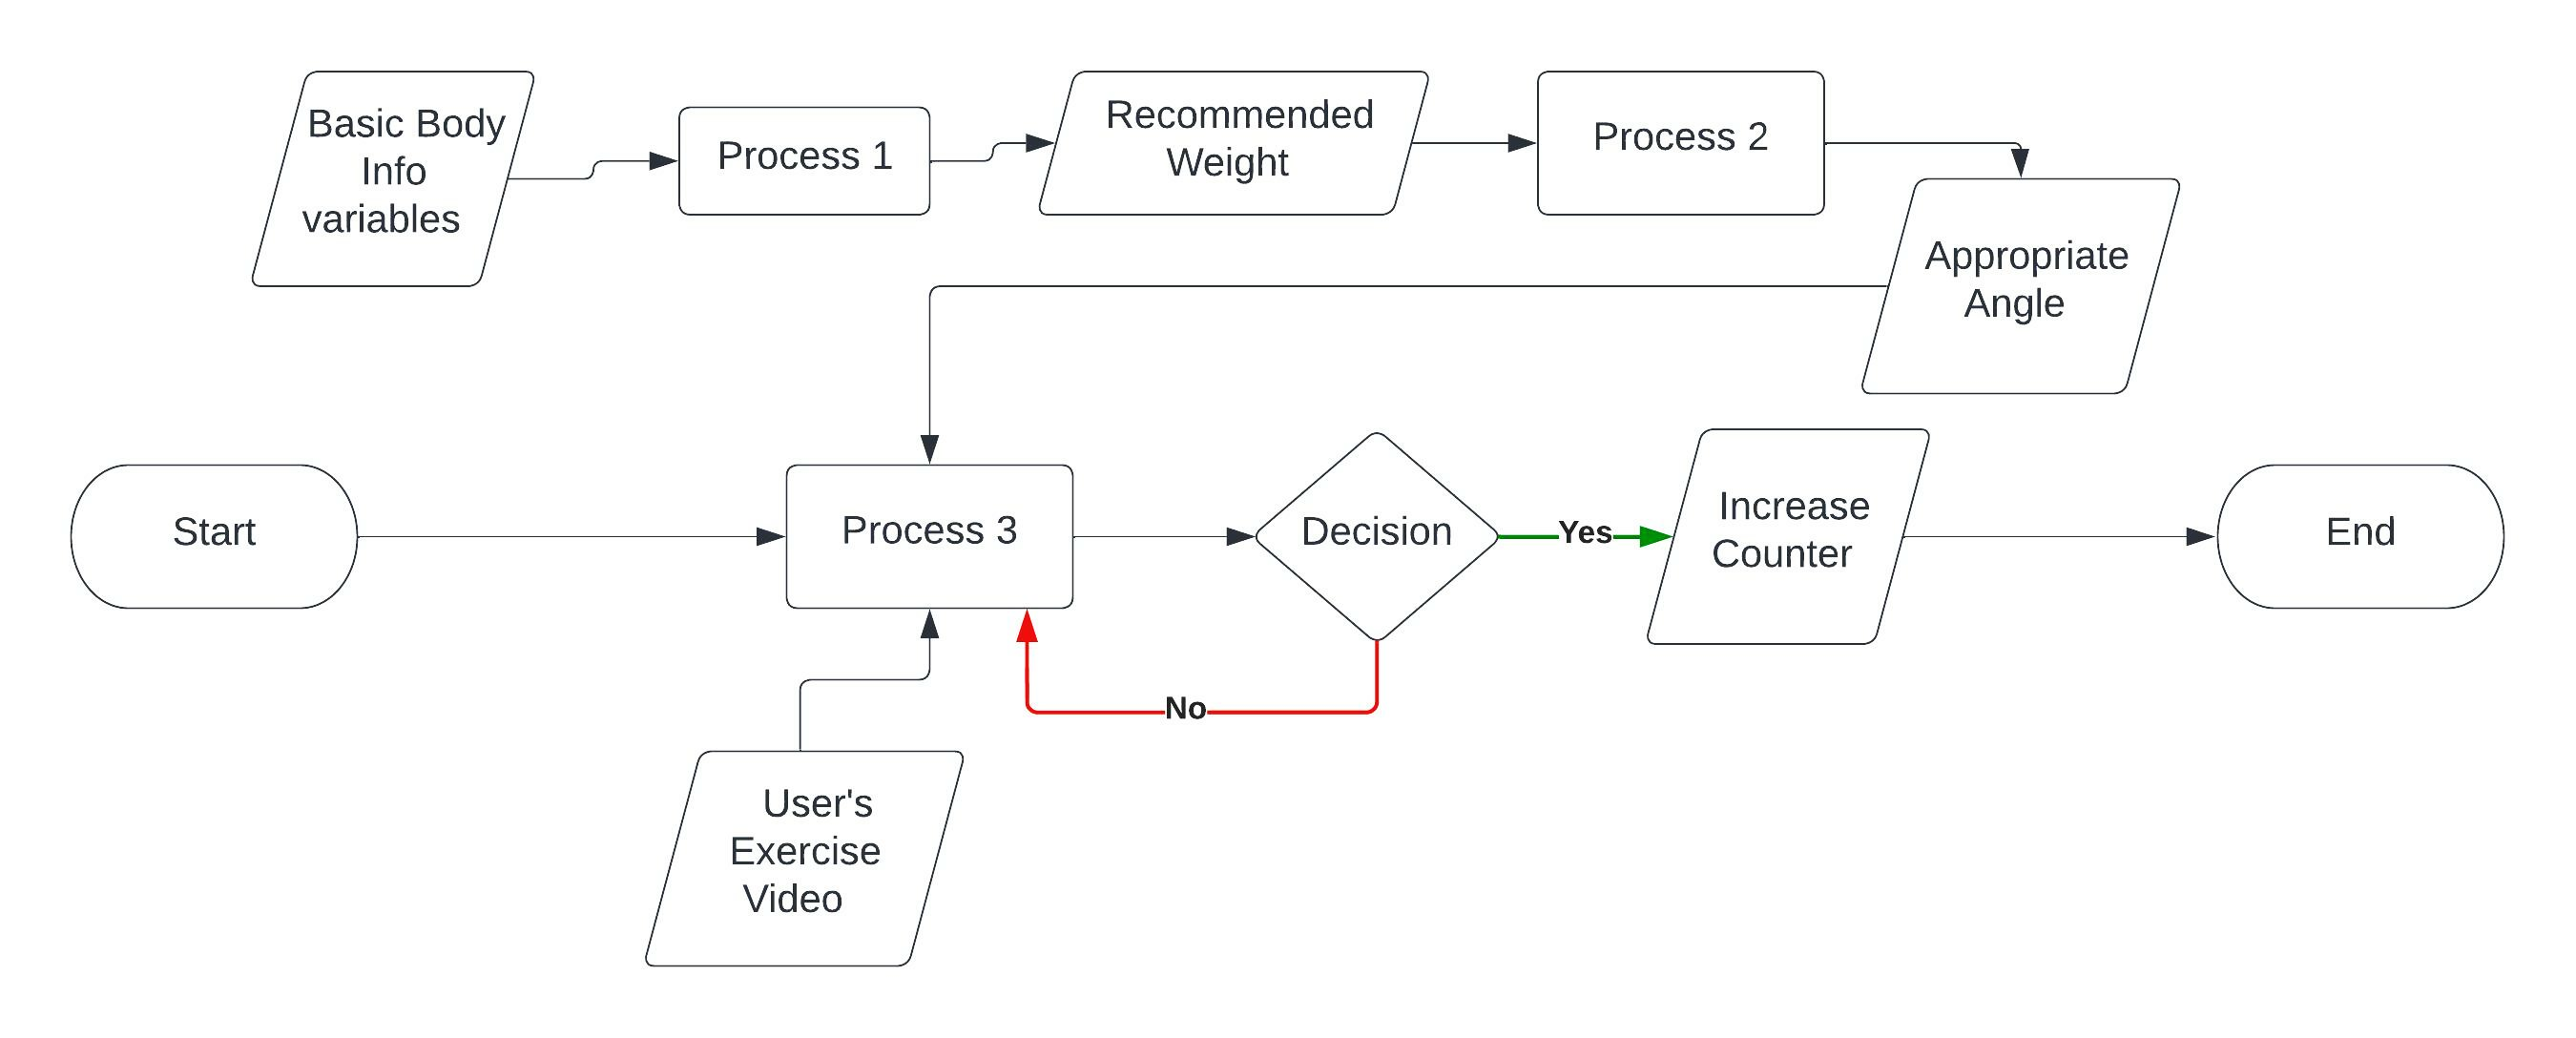 Basic Body
Info
variables
Process 1
Recommended
Weight
Process 2
Appropriate
Angle
Start
Process 3
Decision
Yes
Increase
Counter
End
No
User's
Exercise
Video